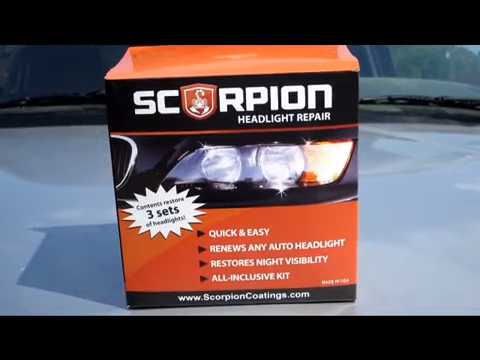 SCORPION
HEADLIGHT REPAIR
Contents restore
3 sets
of headlights!
QUICK & EASY
RENEWS ANY AUTO HEADLIGHT
RESTORES NIGHT VISIBILITY
ALL-INCLUSIVE KIT
MADE IN USA
www.ScorpionCoatings.com